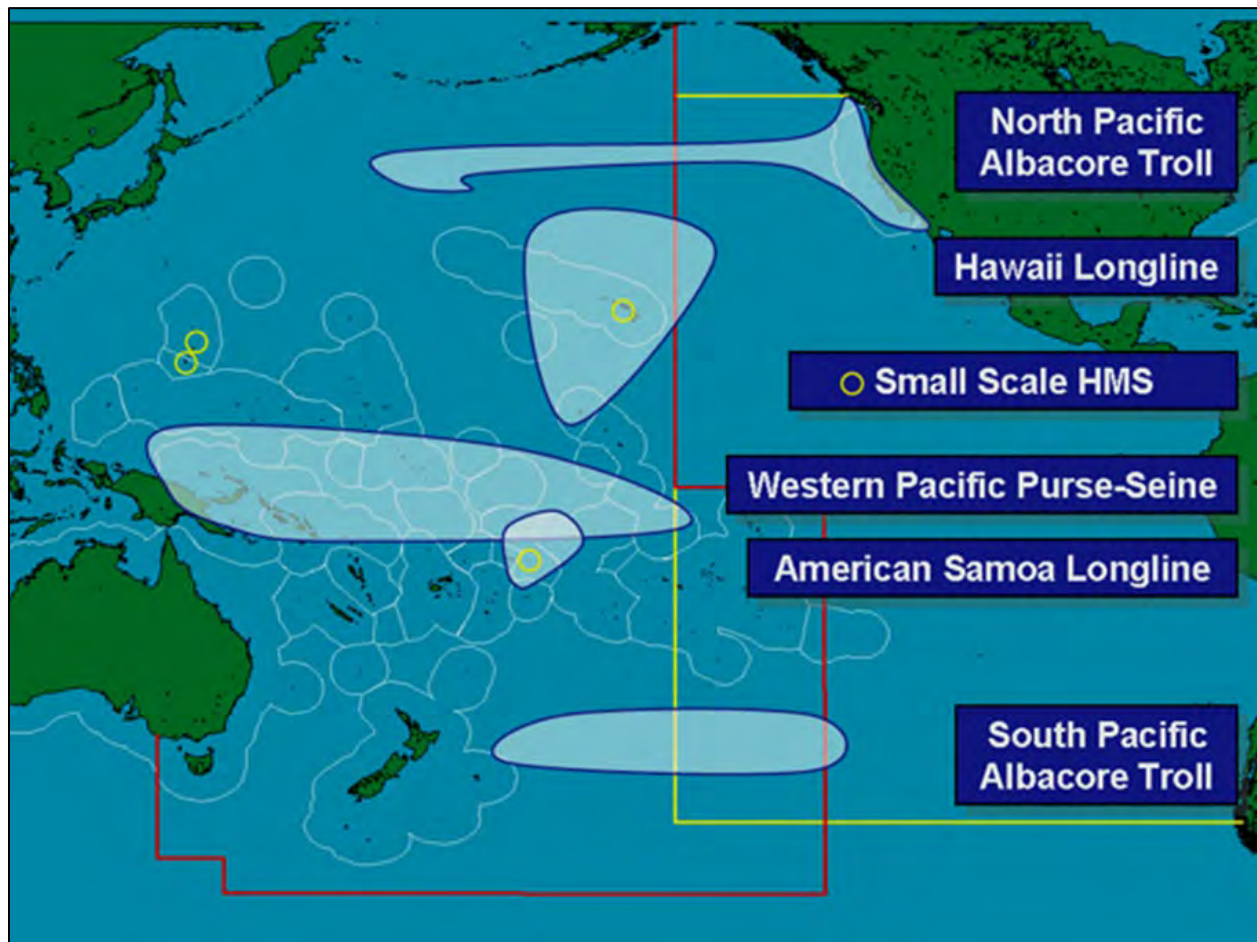 North Pacific
Albacore Troll
Hawaii Longline
Small Scale HMS
Western Pacific Purse-Seine
American Samoa Longline
South Pacific
Albacore Troll